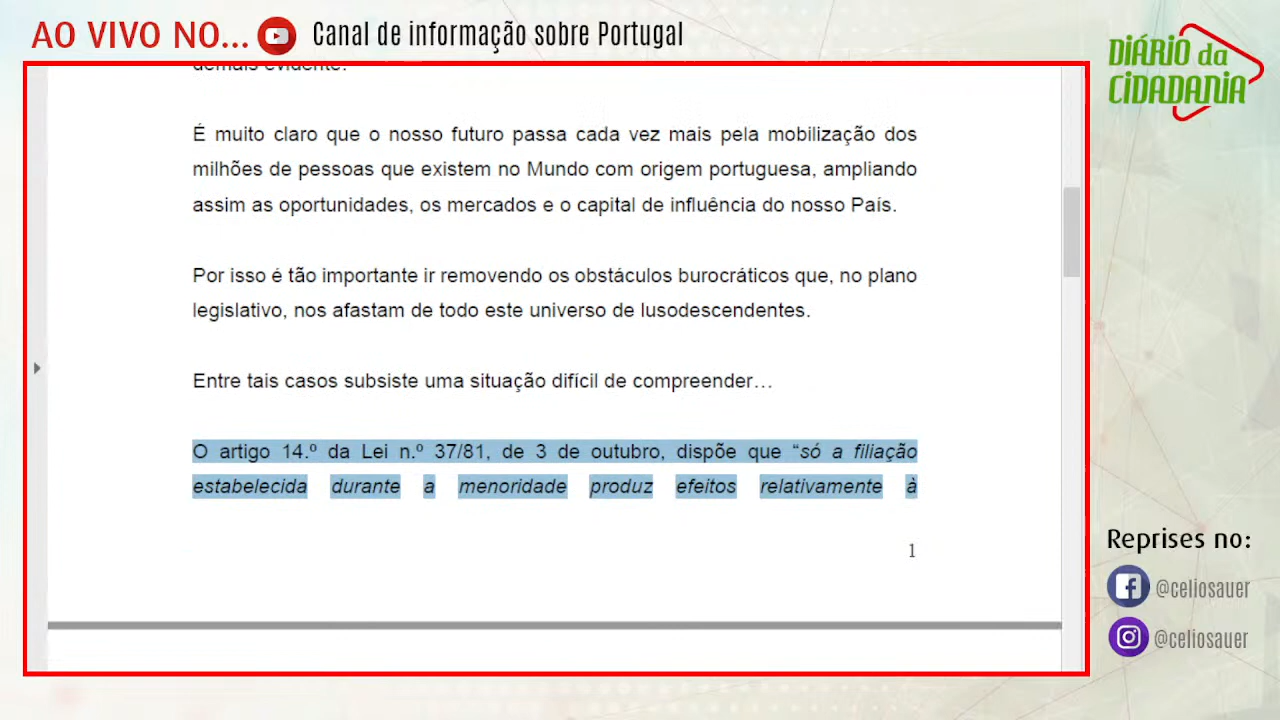 AO VIVO NO... Canal de informação sobre Portugal
DIÁRIO da
CIDADANIA
demais evidente.
É muito claro que o nosso futuro passa cada vez mais pela mobilização dos
milhões de pessoas que existem no Mundo com origem portuguesa, ampliando
assim as oportunidades, os mercados e o capital de influência do nosso País.
Por isso é tão importante ir removendo os obstáculos burocráticos que, no plano
legislativo, nos afastam de todo este universo de lusodescendentes.
Entre tais casos subsiste uma situação difícil de compreender…
O artigo 14.º da Lei n.º 37/81, de 3 de outubro, dispõe que “só a filiação
estabelecida durante a menoridade produz efeitos relativamente à
1
Reprises no:
@celiosauer
@celiosauer